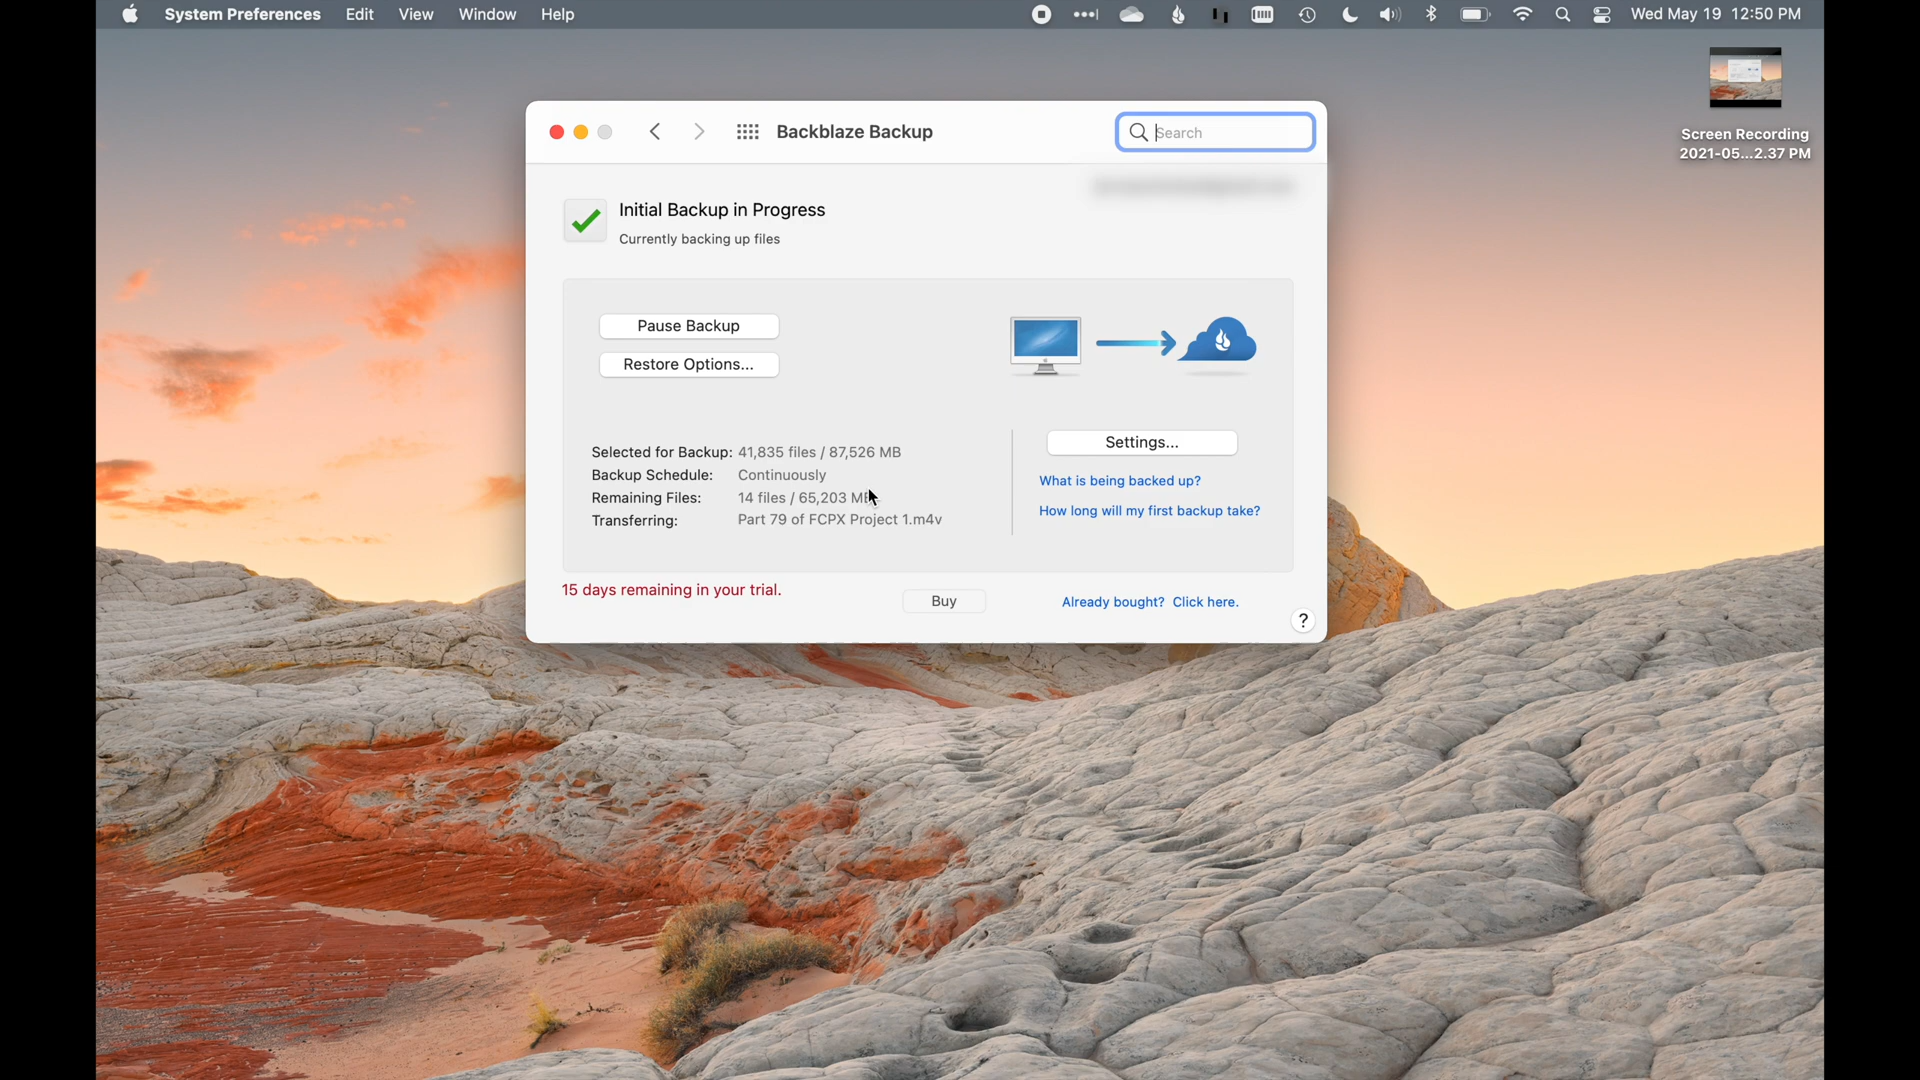 System Preferences Edit View Window Help
Wed May 19 12:50 PM
Screen Recording
2021-05...2.37 PM
Backblaze Backup
Search
Initial Backup in Progress
Currently backing up files
Pause Backup
Restore Options...
Selected for Backup: 41,835 files / 87,526 MB
Backup Schedule: Continuously
Remaining Files: 14 files / 65,203 MB
Transferring: Part 79 of FCPX Project 1.m4v
Settings...
What is being backed up?
How long will my first backup take?
15 days remaining in your trial.
Buy
Already bought? Click here.
?